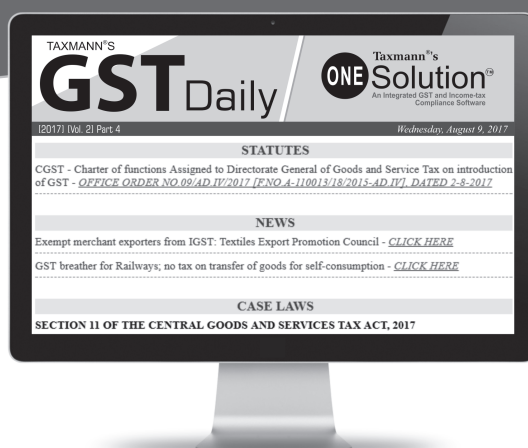 TAXMANN®'S
GST Daily
ONE Solution
Taxmann®'s
An Integrated GST and Income-tax
Compliance Software
[2017] (Vol. 2) Part 4
Wednesday, August 9, 2017
STATUTES
CGST - Charter of functions Assigned to Directorate General of Goods and Service Tax on introduction
of GST - OFFICE ORDER NO.09/AD.IV/2017 [F.NO.A-110013/18/2015-AD.IV], DATED 2-8-2017
NEWS
Exempt merchant exporters from IGST: Textiles Export Promotion Council - CLICK HERE
GST breather for Railways; no tax on transfer of goods for self-consumption - CLICK HERE
CASE LAWS
SECTION 11 OF THE CENTRAL GOODS AND SERVICES TAX ACT, 2017